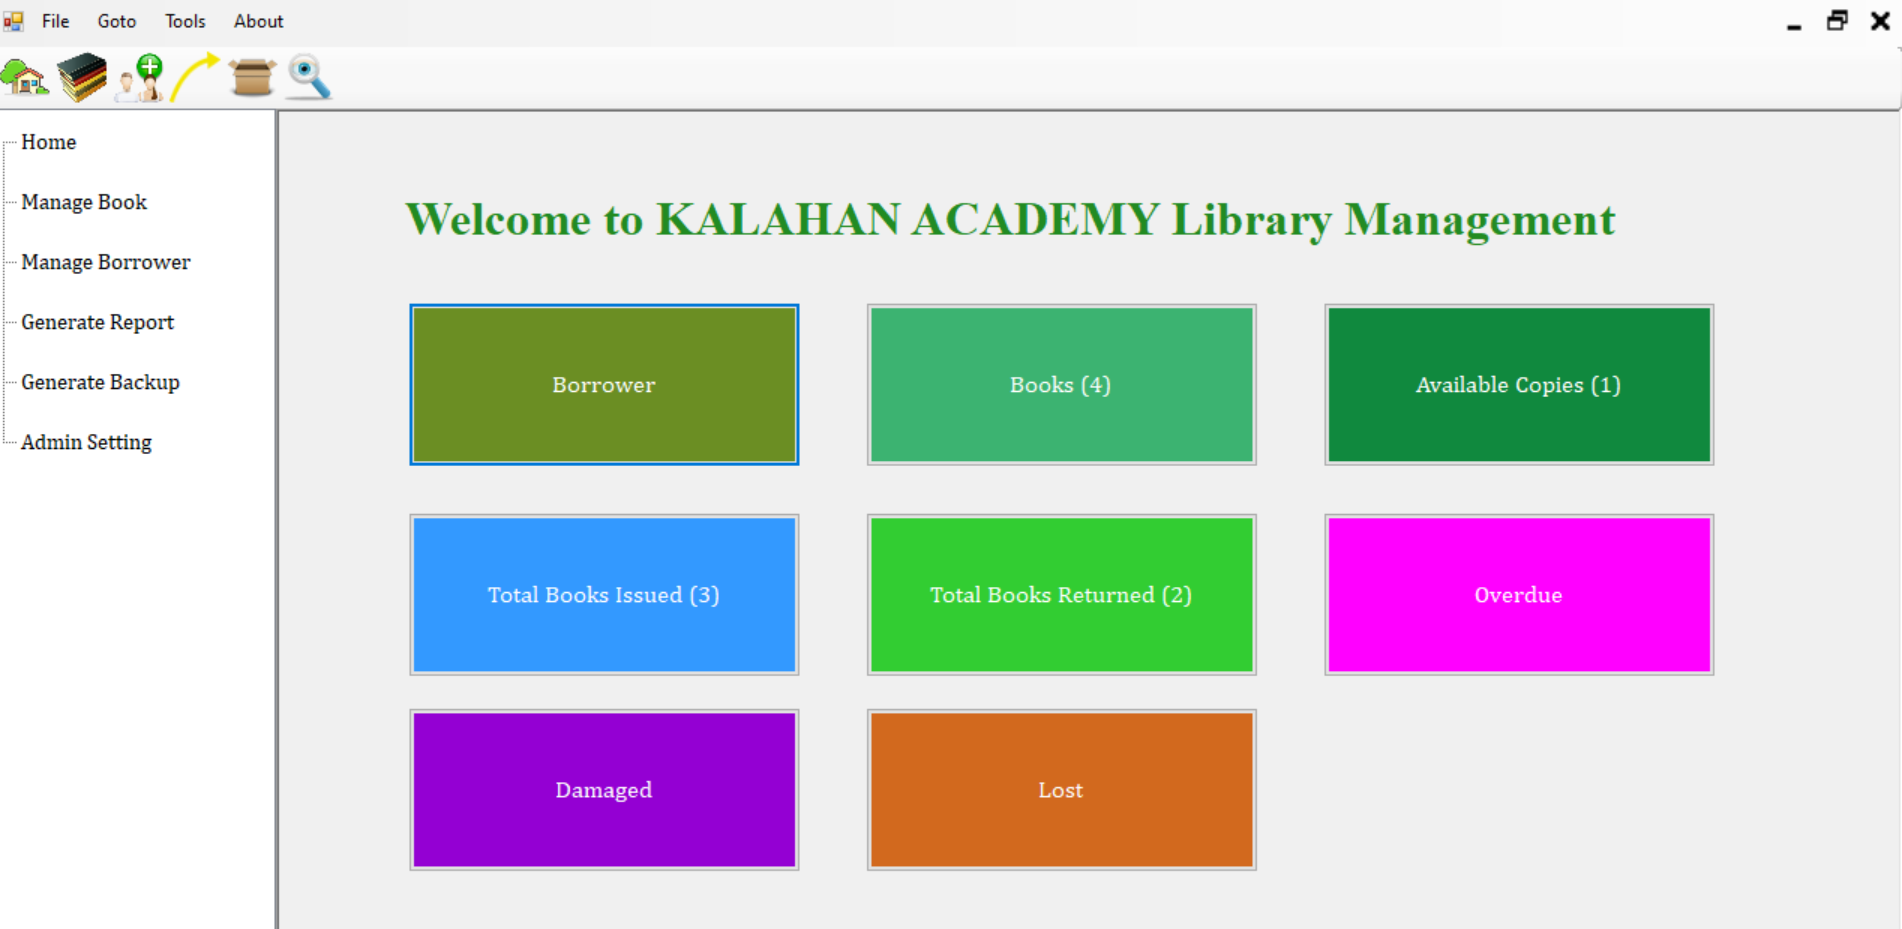 File Goto Tools About
Home
Manage Book
Manage Borrower
Generate Report
Generate Backup
Admin Setting
Welcome to KALAHAN ACADEMY Library Management
Borrower
Books (4)
Available Copies (1)
Total Books Issued (3)
Total Books Returned (2)
Overdue
Damaged
Lost